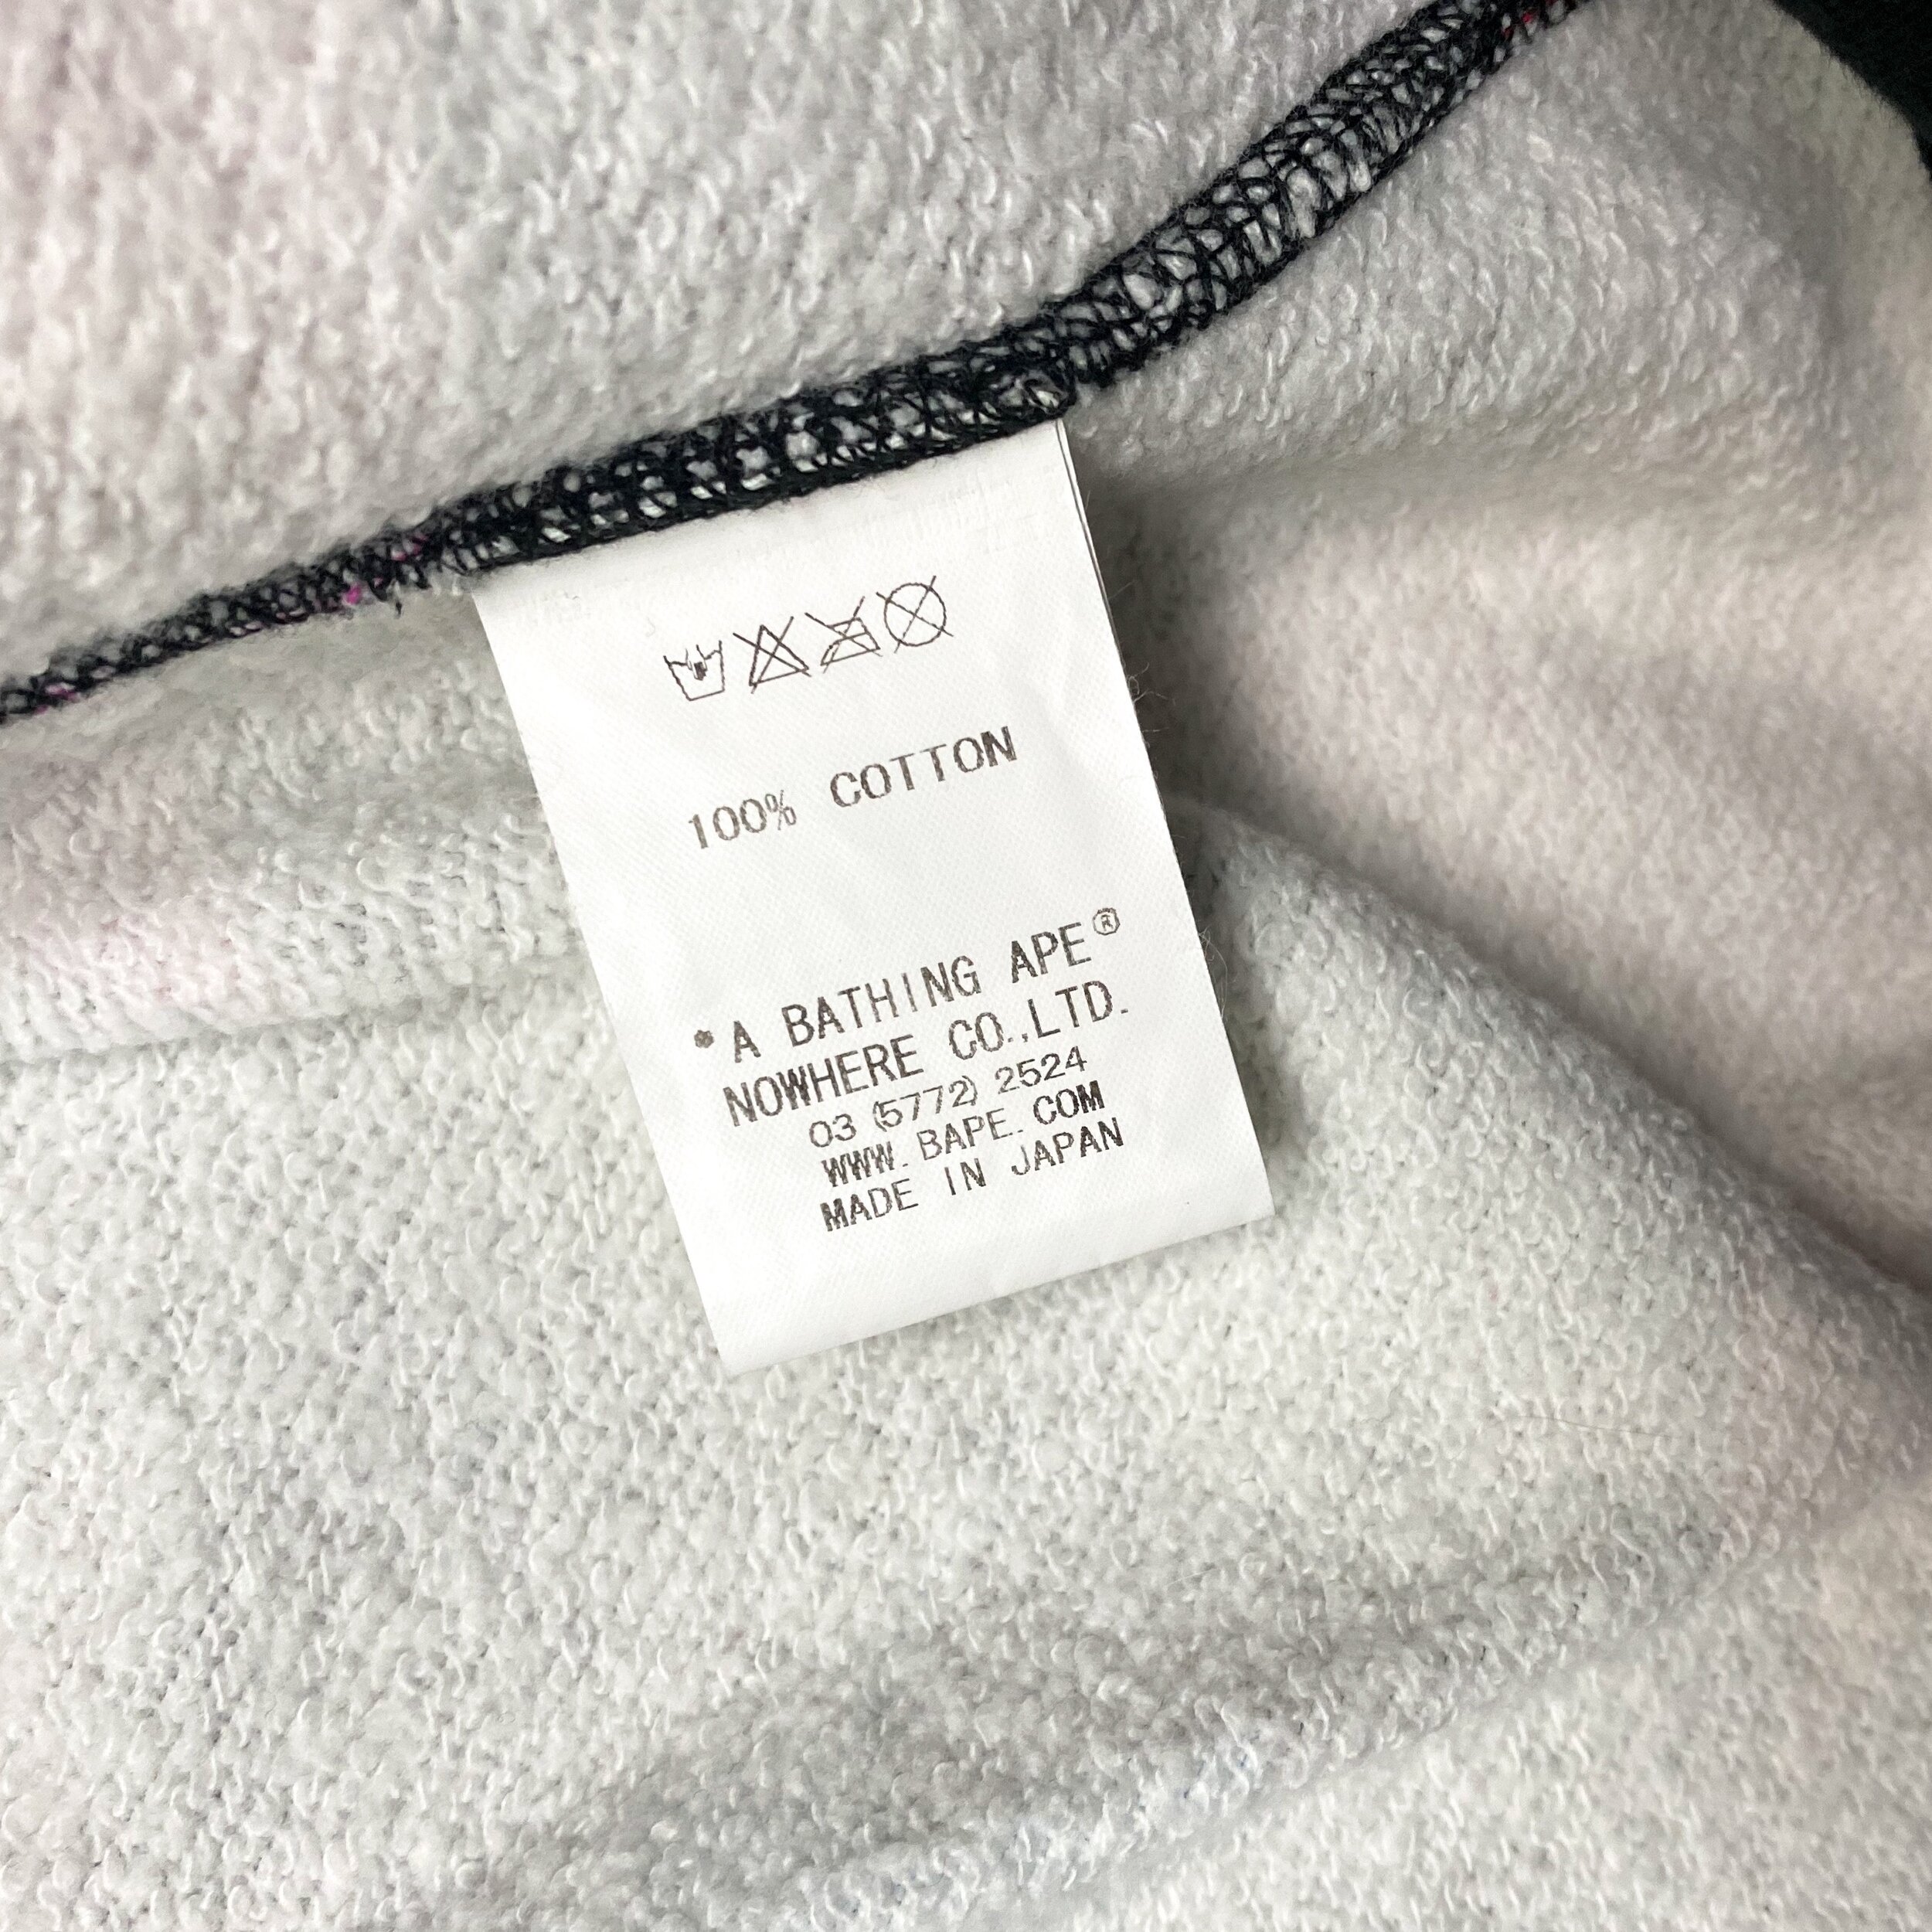 100% COTTON
•A BATHING APE®
NOWHERE CO.,LTD.
03 (5772) 2524
WWW. BAPE. COM
MADE IN JAPAN